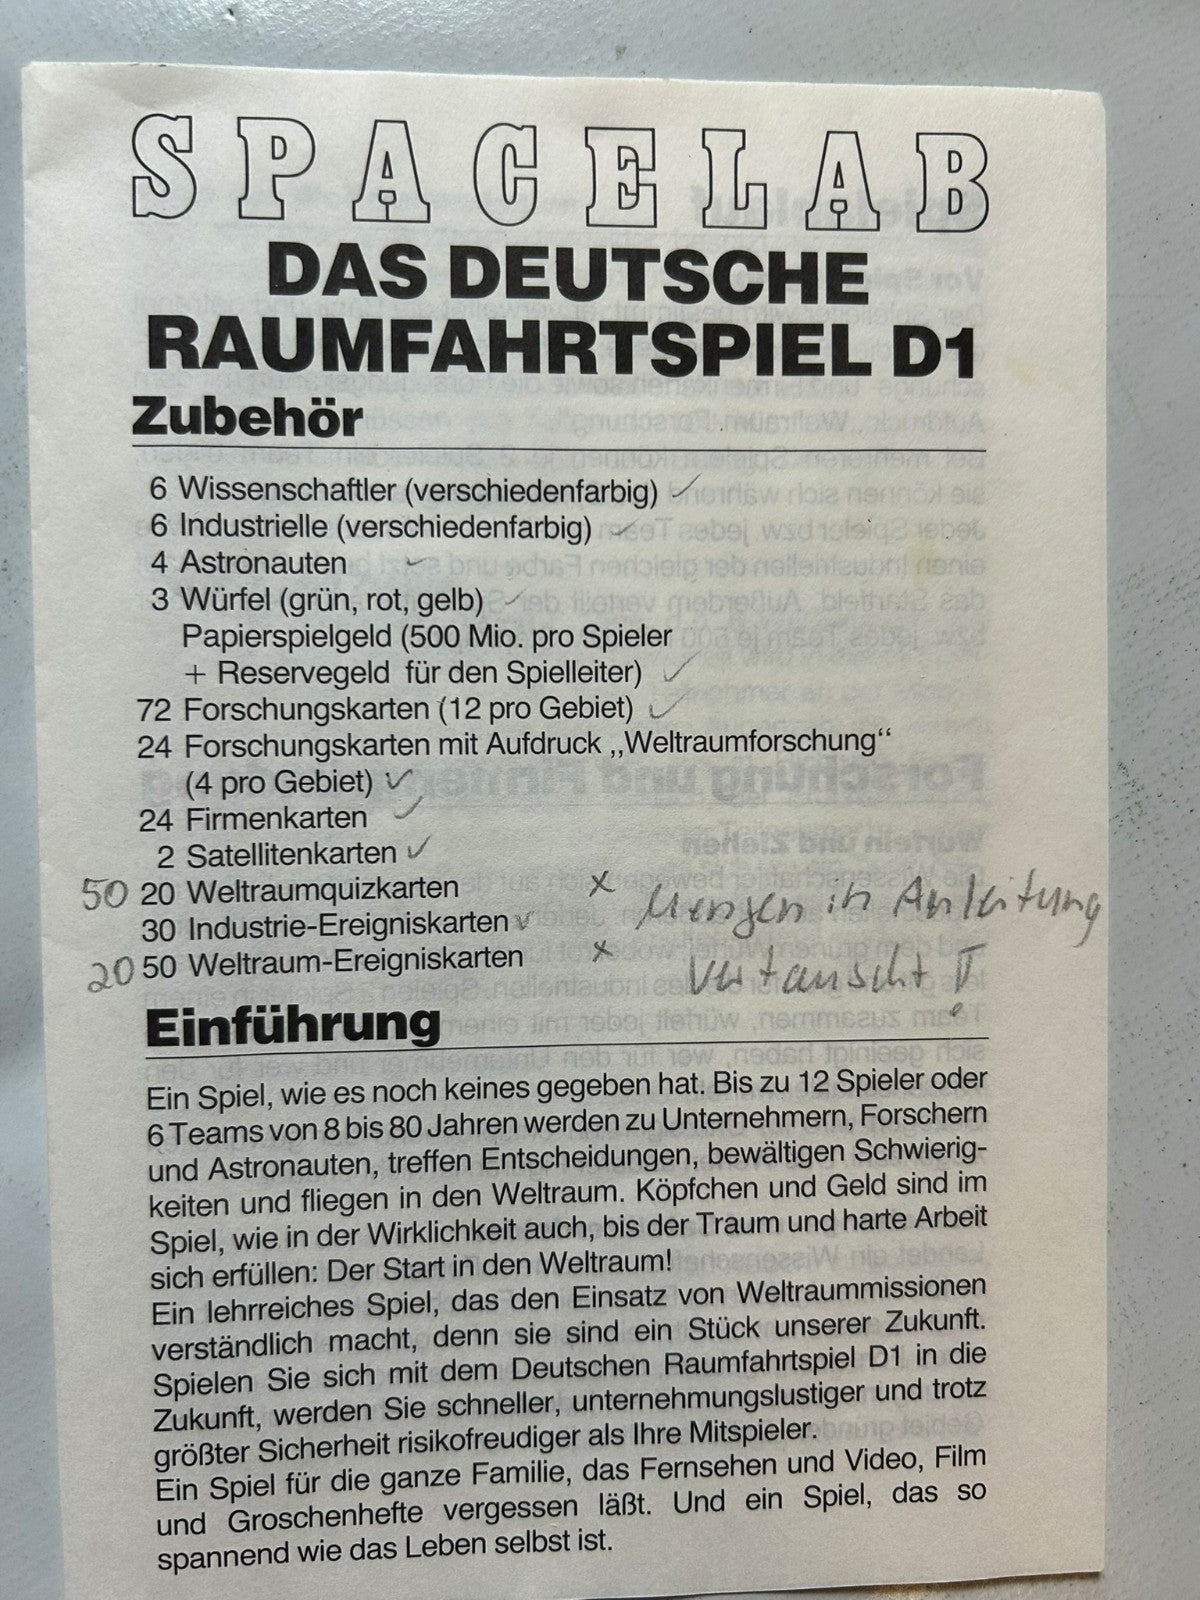 SPACELAB
DAS DEUTSCHE
RAUMFAHRTSPIEL D1
Zubehör
6 Wissenschaftler (verschiedenfarbig) ✓
6 Industrielle (verschiedenfarbig) ✓
4 Astronauten ✓
3 Würfel (grün, rot, gelb) ✓
Papierspielgeld (500 Mio. pro Spieler
+ Reservegeld für den Spielleiter) ✓
72 Forschungskarten (12 pro Gebiet) ✓
24 Forschungskarten mit Aufdruck ,,Weltraumforschung‘‘
(4 pro Gebiet) ✓
24 Firmenkarten ✓
2 Satellitenkarten ✓
50 20 Weltraumquizkarten x Mengen in Anleitung
30 Industrie-Ereigniskarten ✓
20 50 Weltraum-Ereigniskarten x vertauscht !
Einführung
Ein Spiel, wie es noch keines gegeben hat. Bis zu 12 Spieler oder
6 Teams von 8 bis 80 Jahren werden zu Unternehmern, Forschern
und Astronauten, treffen Entscheidungen, bewältigen Schwierig-
keiten und fliegen in den Weltraum. Köpfchen und Geld sind im
Spiel, wie in der Wirklichkeit auch, bis der Traum und harte Arbeit
sich erfüllen: Der Start in den Weltraum!
Ein lehrreiches Spiel, das den Einsatz von Weltraummissionen
verständlich macht, denn sie sind ein Stück unserer Zukunft.
Spielen Sie sich mit dem Deutschen Raumfahrtspiel D1 in die
Zukunft, werden Sie schneller, unternehmungslustiger und trotz
größter Sicherheit risikofreudiger als Ihre Mitspieler.
Ein Spiel für die ganze Familie, das Fernsehen und Video, Film
und Groschenhefte vergessen läßt. Und ein Spiel, das so
spannend wie das Leben selbst ist.